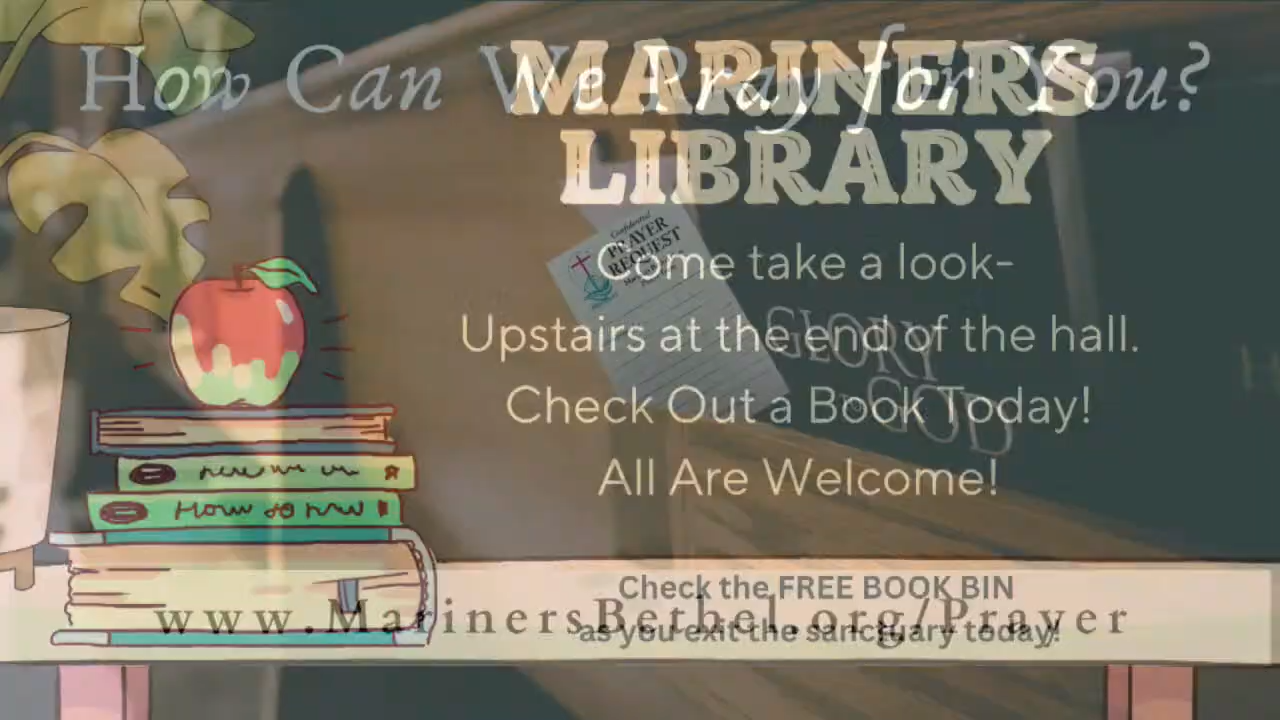 How Can We Pray for You?
MARINERS
LIBRARY
Confidential
PRAYER
REQUEST
Come take a look-
Upstairs at the end of the hall.
GLORY
GOD
Check Out a Book Today!
All Are Welcome!
Check the FREE BOOK BIN
www.MarinersBethel.org/Prayer
as you exit the sanctuary today!